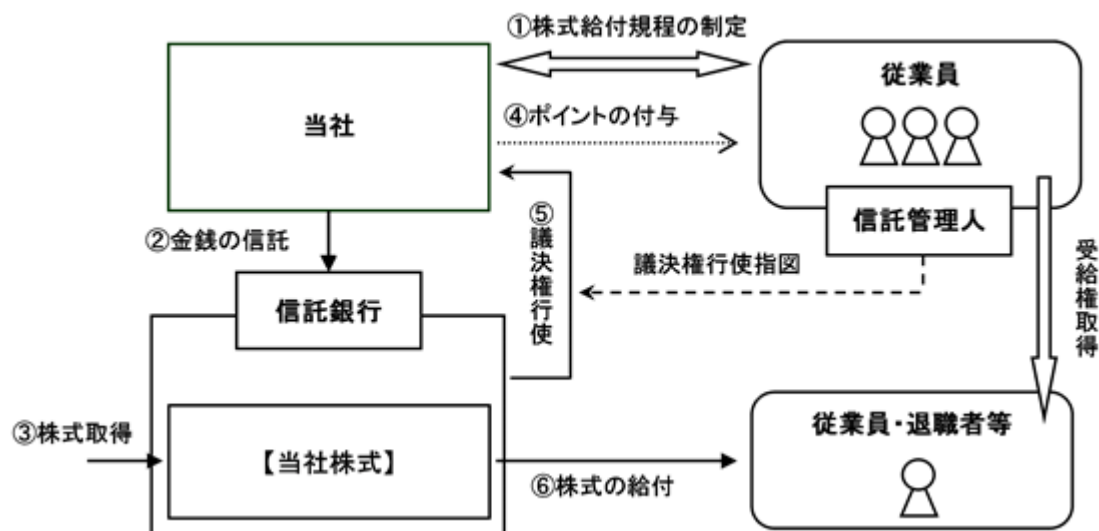 ①株式給付規程の制定
従業員
当社
④ポイントの付与
信託管理人
②金銭の信託
⑤議決権行使
議決権行使指図
受給権取得
信託銀行
③株式取得
【当社株式】
従業員・退職者等
⑥株式の給付